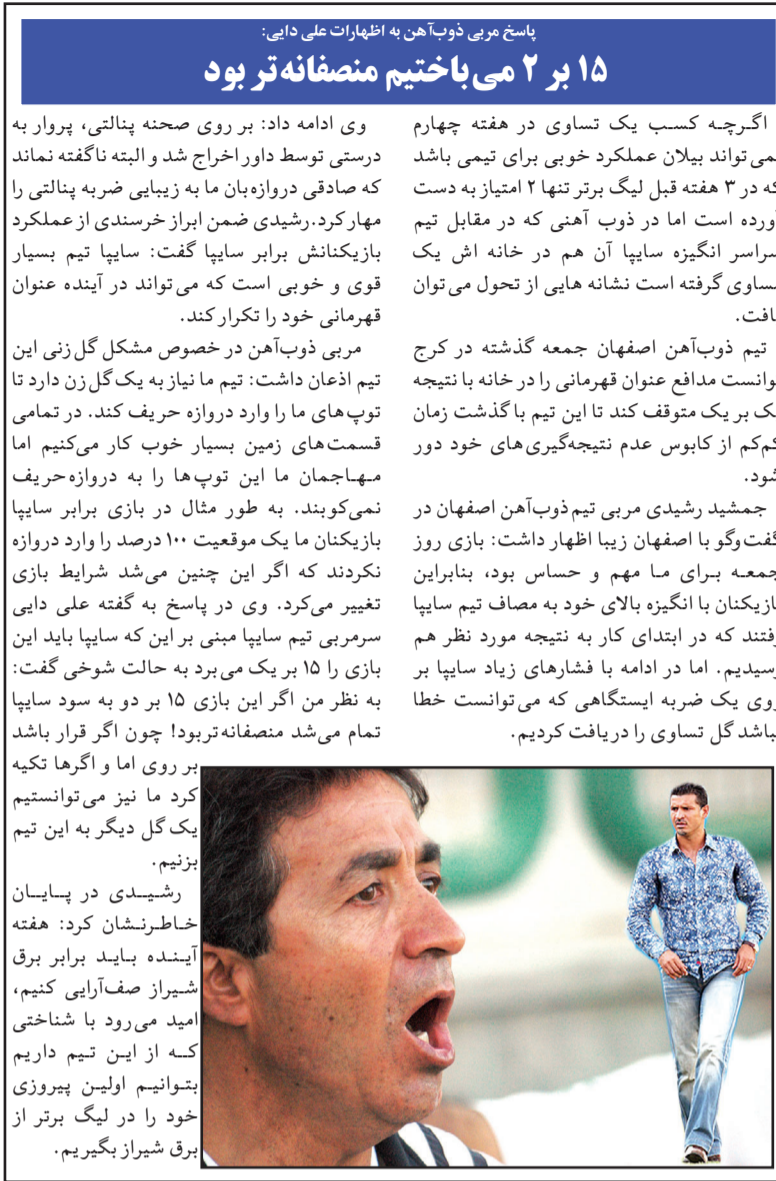 پاسخ مربی ذوب‌آهن به اظهارات علی دایی:
۱۵ بر ۲ می‌باختیم منصفانه‌تر بود
اگرچه کسب یک تساوی در هفته چهارم
نمی تواند بیلان عملکرد خوبی برای تیمی باشد
که در ۳ هفته قبل لیگ برتر تنها ۲ امتیاز به دست
آورده است اما در ذوب آهنی که در مقابل تیم
سراسر انگیزه سایپا آن هم در خانه اش یک
تساوی گرفته است نشانه هایی از تحول می توان
یافت.
تیم ذوب‌آهن اصفهان جمعه گذشته در کرج
توانست مدافع عنوان قهرمانی را در خانه با نتیجه
یک بر یک متوقف کند تا این تیم با گذشت زمان
کم‌کم از کابوس عدم نتیجه‌گیری‌های خود دور
شود.
جمشید رشیدی مربی تیم ذوب‌آهن اصفهان در
گفت‌وگو با اصفهان زیبا اظهار داشت: بازی روز
جمعه برای ما مهم و حساس بود، بنابراین
بازیکنان با انگیزه بالای خود به مصاف تیم سایپا
رفتند که در ابتدای کار به نتیجه مورد نظر هم
رسیدیم. اما در ادامه با فشارهای زیاد سایپا بر
روی یک ضربه ایستگاهی که می‌توانست خطا
نباشد گل تساوی را دریافت کردیم.
وی ادامه داد: بر روی صحنه پنالتی، پروار به
درستی توسط داور اخراج شد و البته ناگفته نماند
که صادقی دروازه‌بان ما به زیبایی ضربه پنالتی را
مهار کرد.رشیدی ضمن ابراز خرسندی از عملکرد
بازیکنانش برابر سایپا گفت: سایپا تیم بسیار
قوی و خوبی است که می‌تواند در آینده عنوان
قهرمانی خود را تکرار کند.
مربی ذوب‌آهن در خصوص مشکل گل‌زنی این
تیم اذعان داشت: تیم ما نیاز به یک گل زن دارد تا
توپ‌های ما را وارد دروازه حریف کند. در تمامی
قسمت‌های زمین بسیار خوب کار می‌کنیم اما
مهاجمان ما این توپ‌ها را به دروازه‌حریف
نمی‌کوبند. به طور مثال در بازی برابر سایپا
بازیکنان ما یک موقعیت ۱۰۰ درصد را وارد دروازه
نکردند که اگر این چنین می‌شد شرایط بازی
تغییر می‌کرد. وی در پاسخ به گفته علی دایی
سرمربی تیم سایپا مبنی بر این که سایپا باید این
بازی را ۱۵ بر یک می‌برد به حالت شوخی گفت:
به نظر من اگر این بازی ۱۵ بر دو به سود سایپا
تمام می‌شد منصفانه‌تربود! چون اگر قرار باشد
بر روی اما و اگرها تکیه
کرد ما نیز می‌توانستیم
یک گل دیگر به این تیم
بزنیم.
رشیدی در پایان
خاطرنشان کرد: هفته
آینده باید برابر برق
شیراز صف‌آرایی کنیم،
امید می‌رود با شناختی
که از این تیم داریم
بتوانیم اولین پیروزی
خود را در لیگ برتر از
برق شیراز بگیریم.